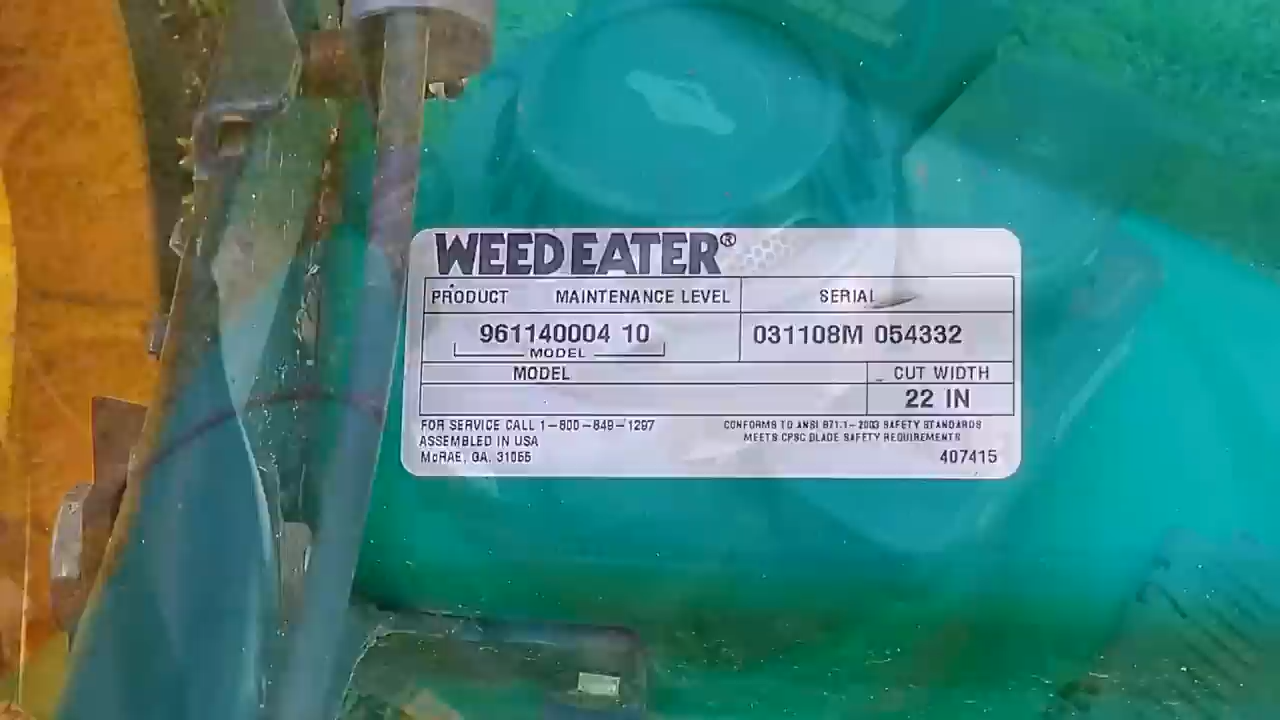 WEED EATER®
PRODUCT MAINTENANCE LEVEL SERIAL
961140004 10 031108M 054332
MODEL
MODEL CUT WIDTH
22 IN
FOR SERVICE CALL 1-800-849-1297 CONFORMS TO ANSI B71.1-2003 SAFETY STANDARDS
ASSEMBLED IN USA MEETS CPSC BLADE SAFETY REQUIREMENTS
McRAE, GA. 31055 407415